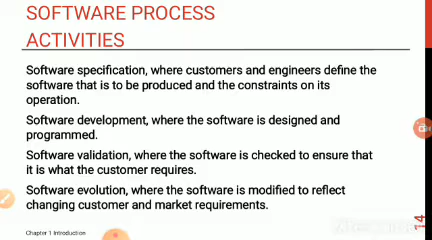 SOFTWARE PROCESS
ACTIVITIES
Software specification, where customers and engineers define the
software that is to be produced and the constraints on its
operation.
Software development, where the software is designed and
programmed.
Software validation, where the software is checked to ensure that
it is what the customer requires.
Software evolution, where the software is modified to reflect
changing customer and market requirements.
Chapter 1 Introduction
14